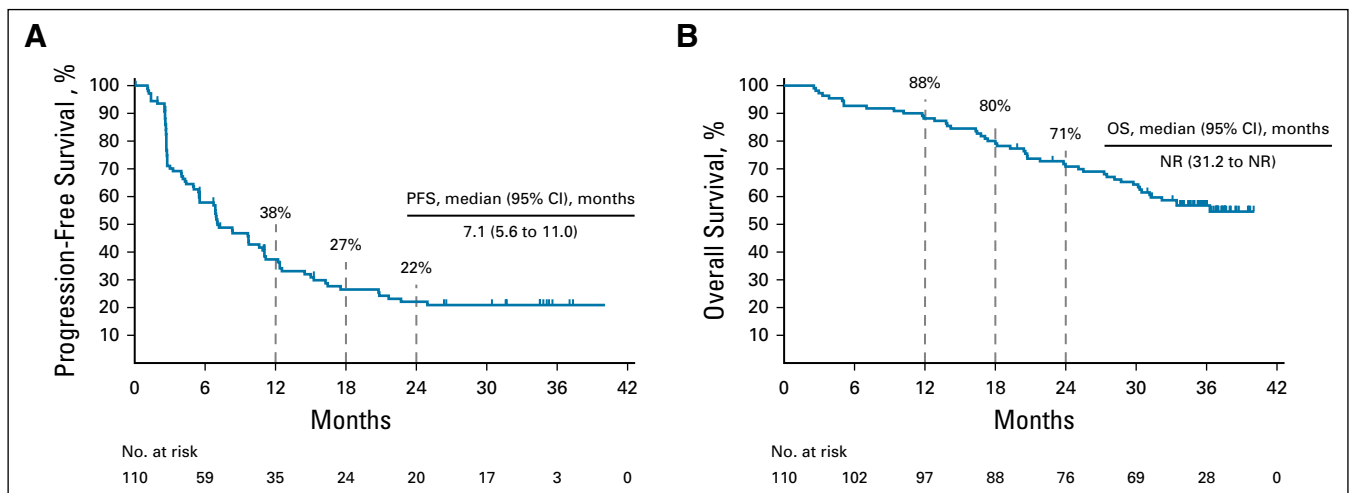 A
Progression-Free Survival , %
100
90
80
70
60
50
40
30
20
10
38%
27%
22%
PFS, median (95% CI), months
7.1 (5.6 to 11.0)
0 6 12 18 24 30 36 42
Months
No. at risk
110 59 35 24 20 17 3 0
B
Overall Survival, %
100
90
80
70
60
50
40
30
20
10
88%
80%
71%
OS, median (95% CI), months
NR (31.2 to NR)
0 6 12 18 24 30 36 42
Months
No. at risk
110 102 97 88 76 69 28 0